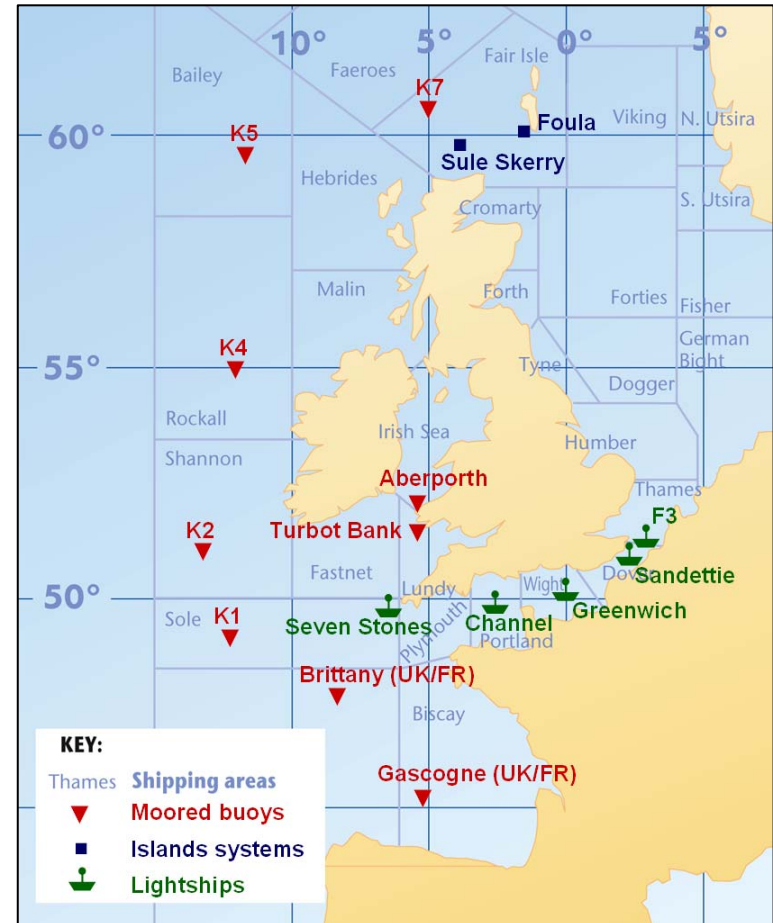 10°
5°
0°
5°
Fair Isle
Faeroes
Bailey
K7
Foula
Viking
N. Utsira
60°
K5
Sule Skerry
Hebrides
S. Utsira
Cromarty
Malin
Forth
Forties
Fisher
German
Bight
K4
55°
Tyne
Dogger
Rockall
Irish Sea
Humber
Shannon
Aberporth
Thames
F3
K2
Turbot Bank
Fastnet
Lundy
Wight
Dover
Sandettie
50°
Sole
K1
Seven Stones
Plymouth
Channel
Greenwich
Portland
Brittany (UK/FR)
Biscay
Gascogne (UK/FR)
KEY:
Thames Shipping areas
Moored buoys
Islands systems
Lightships